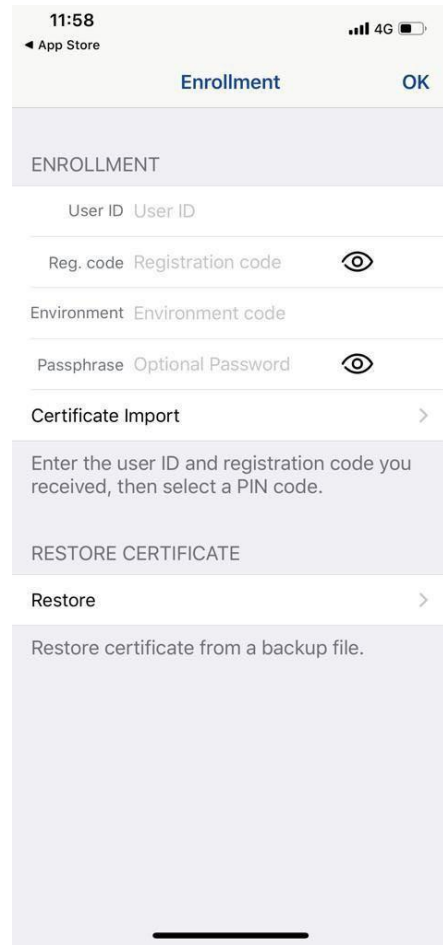 11:58
4G
◀ App Store
Enrollment OK
ENROLLMENT
User ID User ID
Reg. code Registration code
Environment Environment code
Passphrase Optional Password
Certificate Import
Enter the user ID and registration code you
received, then select a PIN code.
RESTORE CERTIFICATE
Restore
Restore certificate from a backup file.